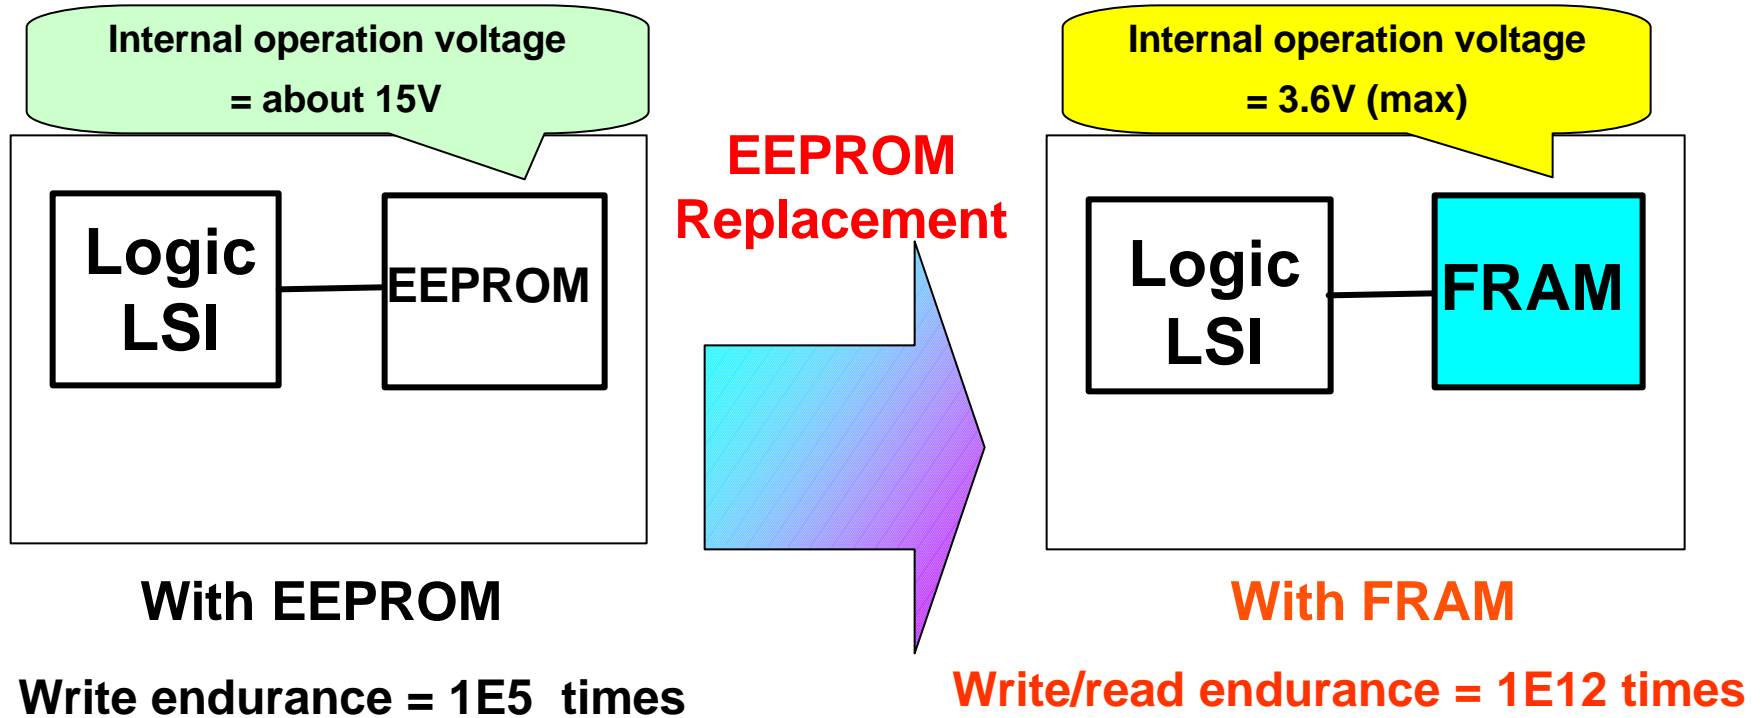 Internal operation voltage
= about 15V
Logic
LSI
EEPROM
With EEPROM
Write endurance = 1E5 times
EEPROM
Replacement
Internal operation voltage
= 3.6V (max)
Logic
LSI
FRAM
With FRAM
Write/read endurance = 1E12 times